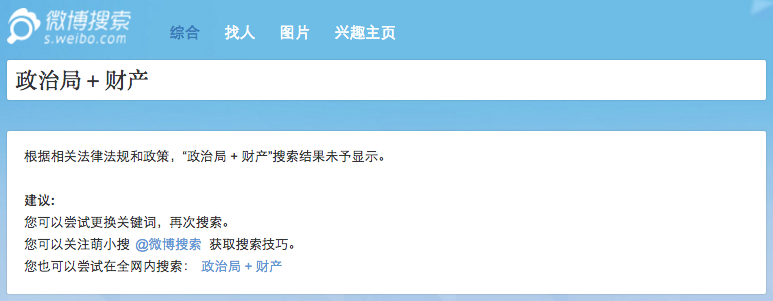 微博搜索
s.weibo.com
综合 找人 图片 兴趣主页
政治局 + 财产
根据相关法律法规和政策，“政治局 + 财产”搜索结果未予显示。
建议:
您可以尝试更换关键词，再次搜索。
您可以关注萌小搜 @微博搜索 获取搜索技巧。
您也可以尝试在全网内搜索： 政治局 + 财产